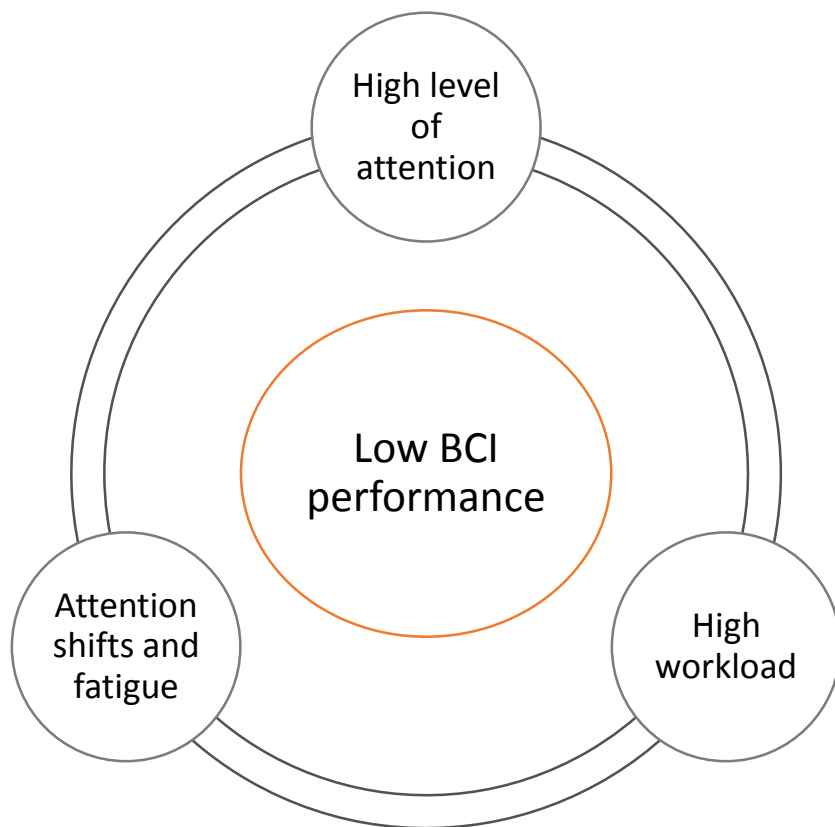 High level
of
attention
Low BCI
performance
Attention
shifts and
fatigue
High
workload